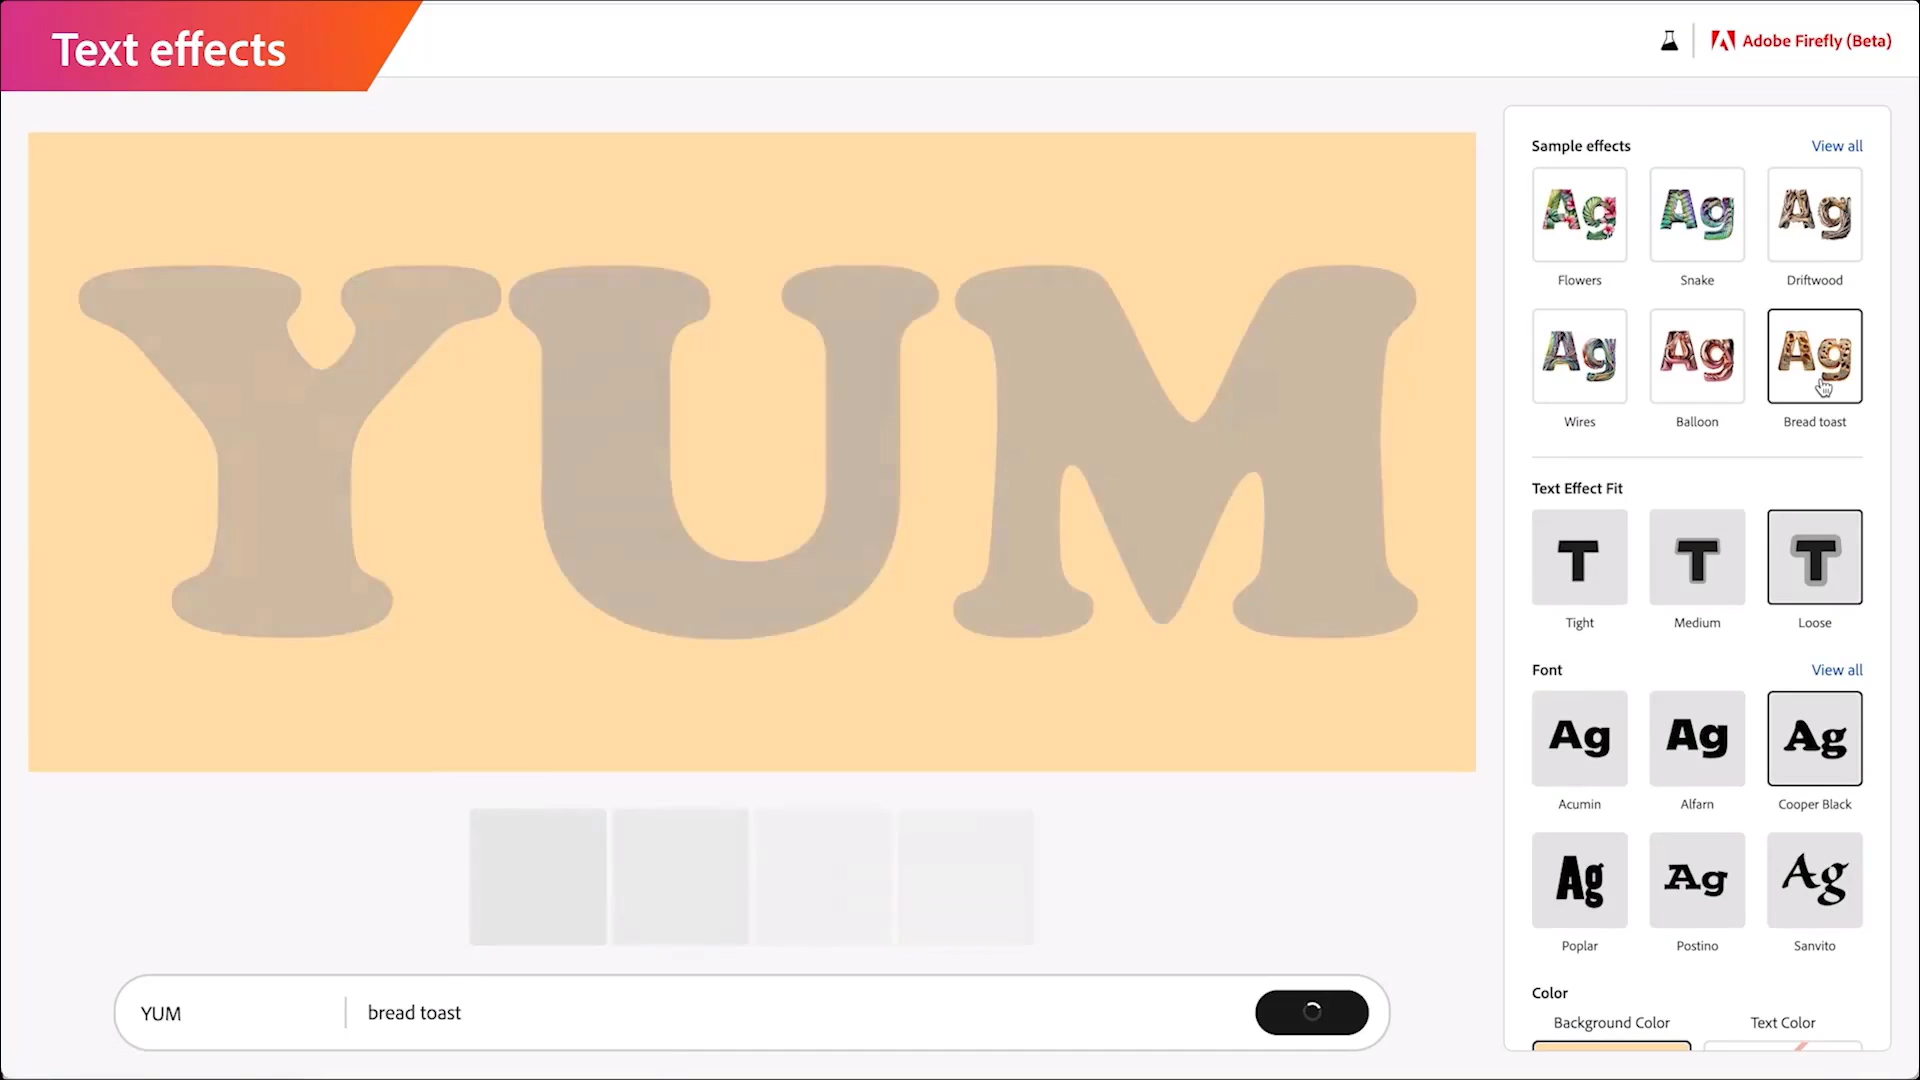 Text effects
Adobe Firefly (Beta)
YUM
Sample effects
View all
Ag
Ag
Ag
Flowers
Snake
Driftwood
Ag
Ag
Ag
Wires
Balloon
Bread toast
Text Effect Fit
T
T
T
Tight
Medium
Loose
Font
View all
Ag
Ag
Ag
Acumin
Alfarn
Cooper Black
Ag
Ag
Ag
Poplar
Postino
Sanvito
Color
Background Color
Text Color
YUM
bread toast